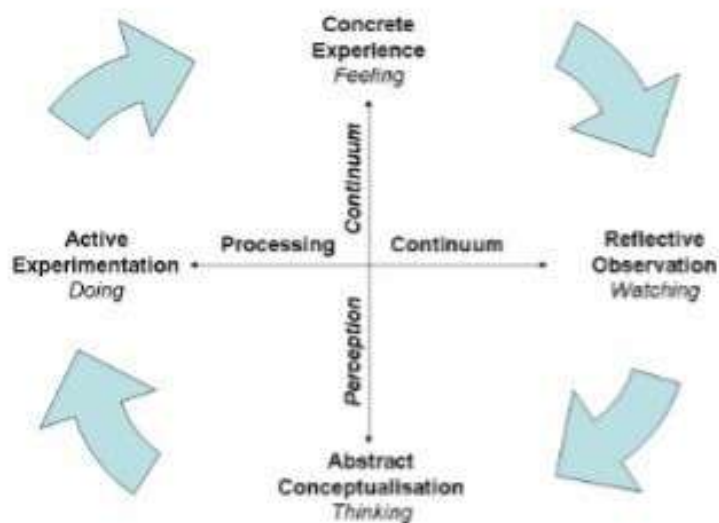 Concrete
Experience
Feeling
Continuum
Active
Experimentation
Doing
Processing
Continuum
Reflective
Observation
Watching
Perception
Abstract
Conceptualisation
Thinking